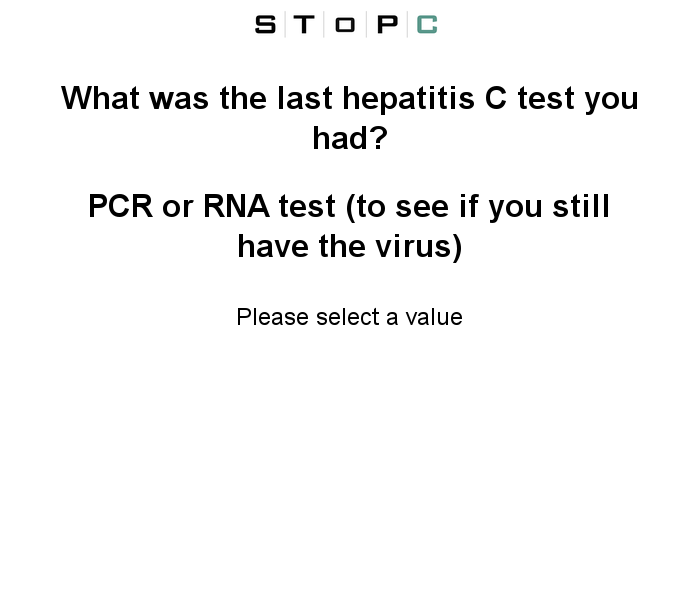 STOPC
What was the last hepatitis C test you
had?
PCR or RNA test (to see if you still
have the virus)
Please select a value